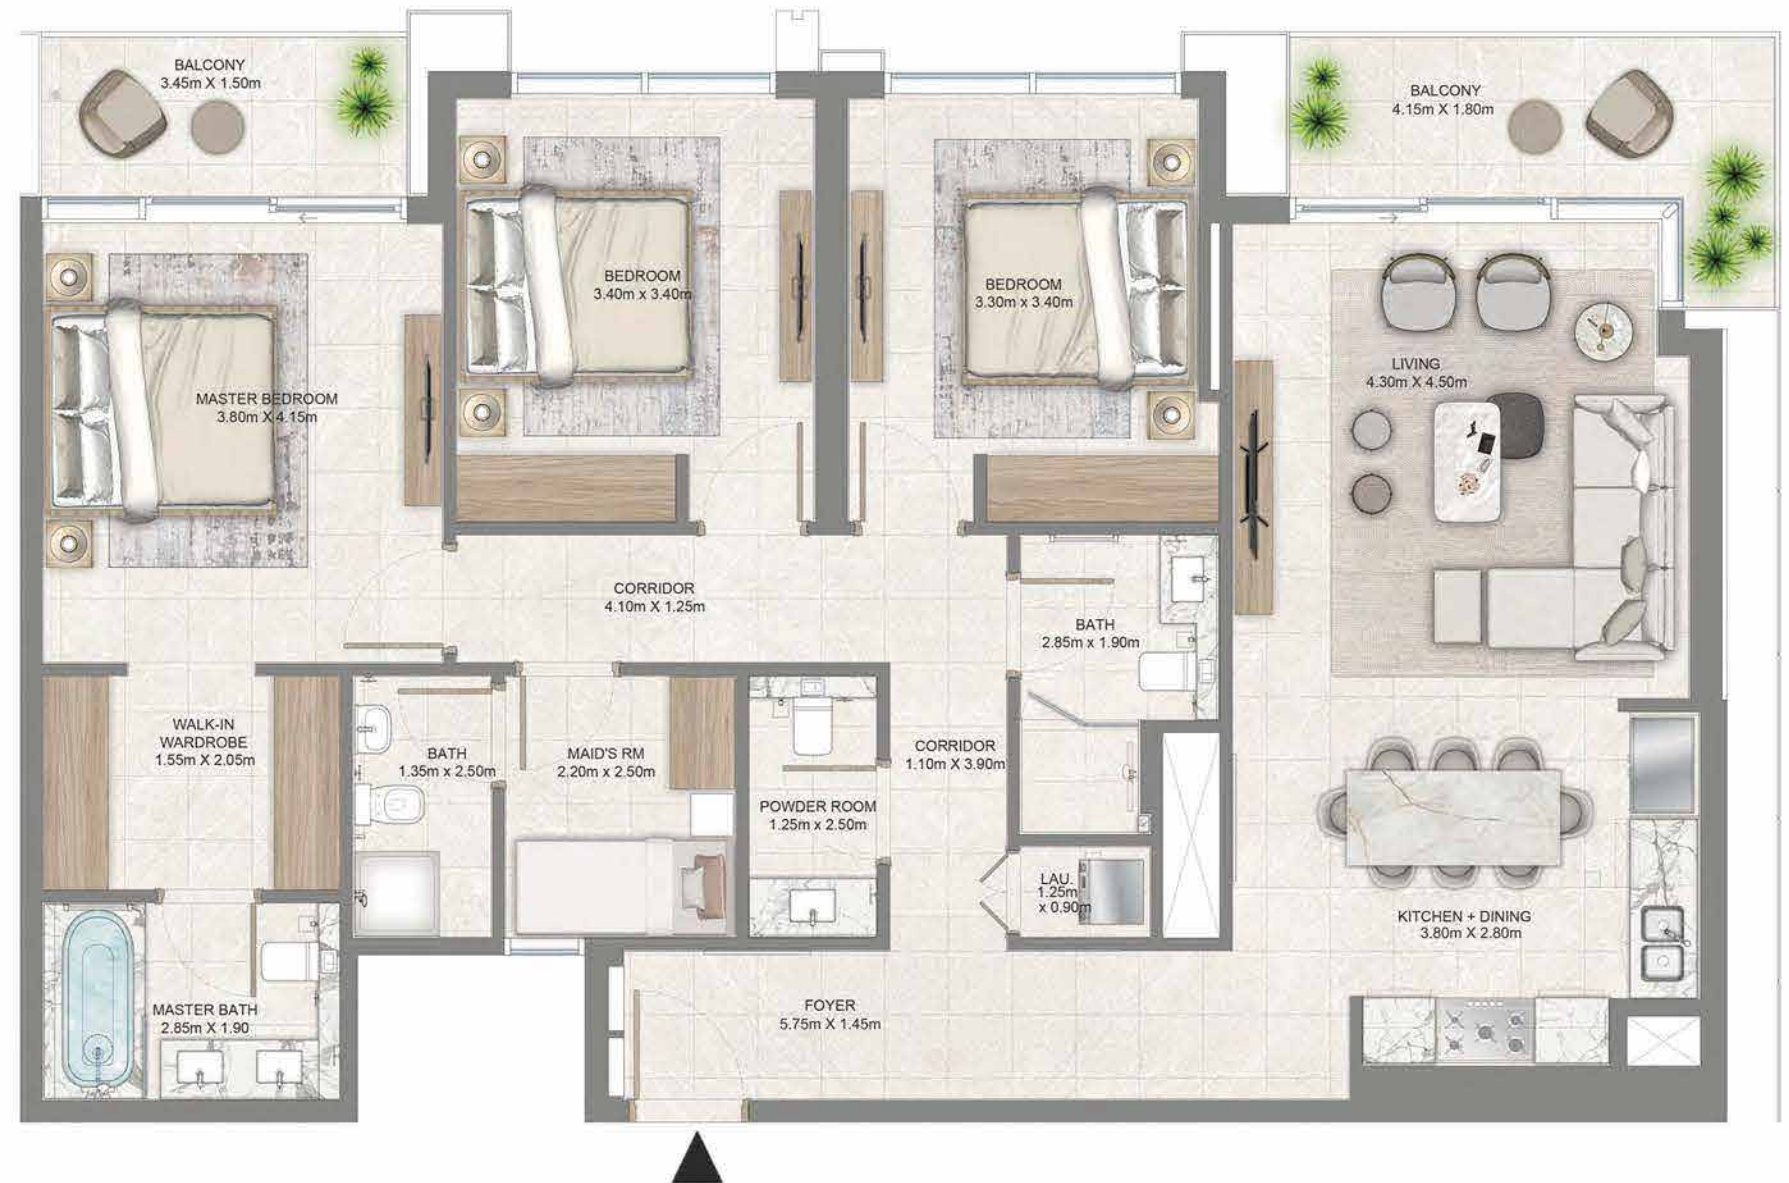 BALCONY
3.45m X 1.50m
BALCONY
4.15m X 1.80m
BEDROOM
3.40m x 3.40m
BEDROOM
3.30m x 3.40m
MASTER BEDROOM
3.80m X 4.15m
LIVING
4.30m X 4.50m
CORRIDOR
4.10m X 1.25m
BATH
2.85m x 1.90m
WALK-IN
WARDROBE
1.55m X 2.05m
BATH
1.35m x 2.50m
MAID'S RM
2.20m x 2.50m
POWDER ROOM
1.25m x 2.50m
CORRIDOR
1.10m X 3.90m
LAU.
1.25m
x 0.90m
KITCHEN + DINING
3.80m X 2.80m
MASTER BATH
2.85m X 1.90
FOYER
5.75m X 1.45m